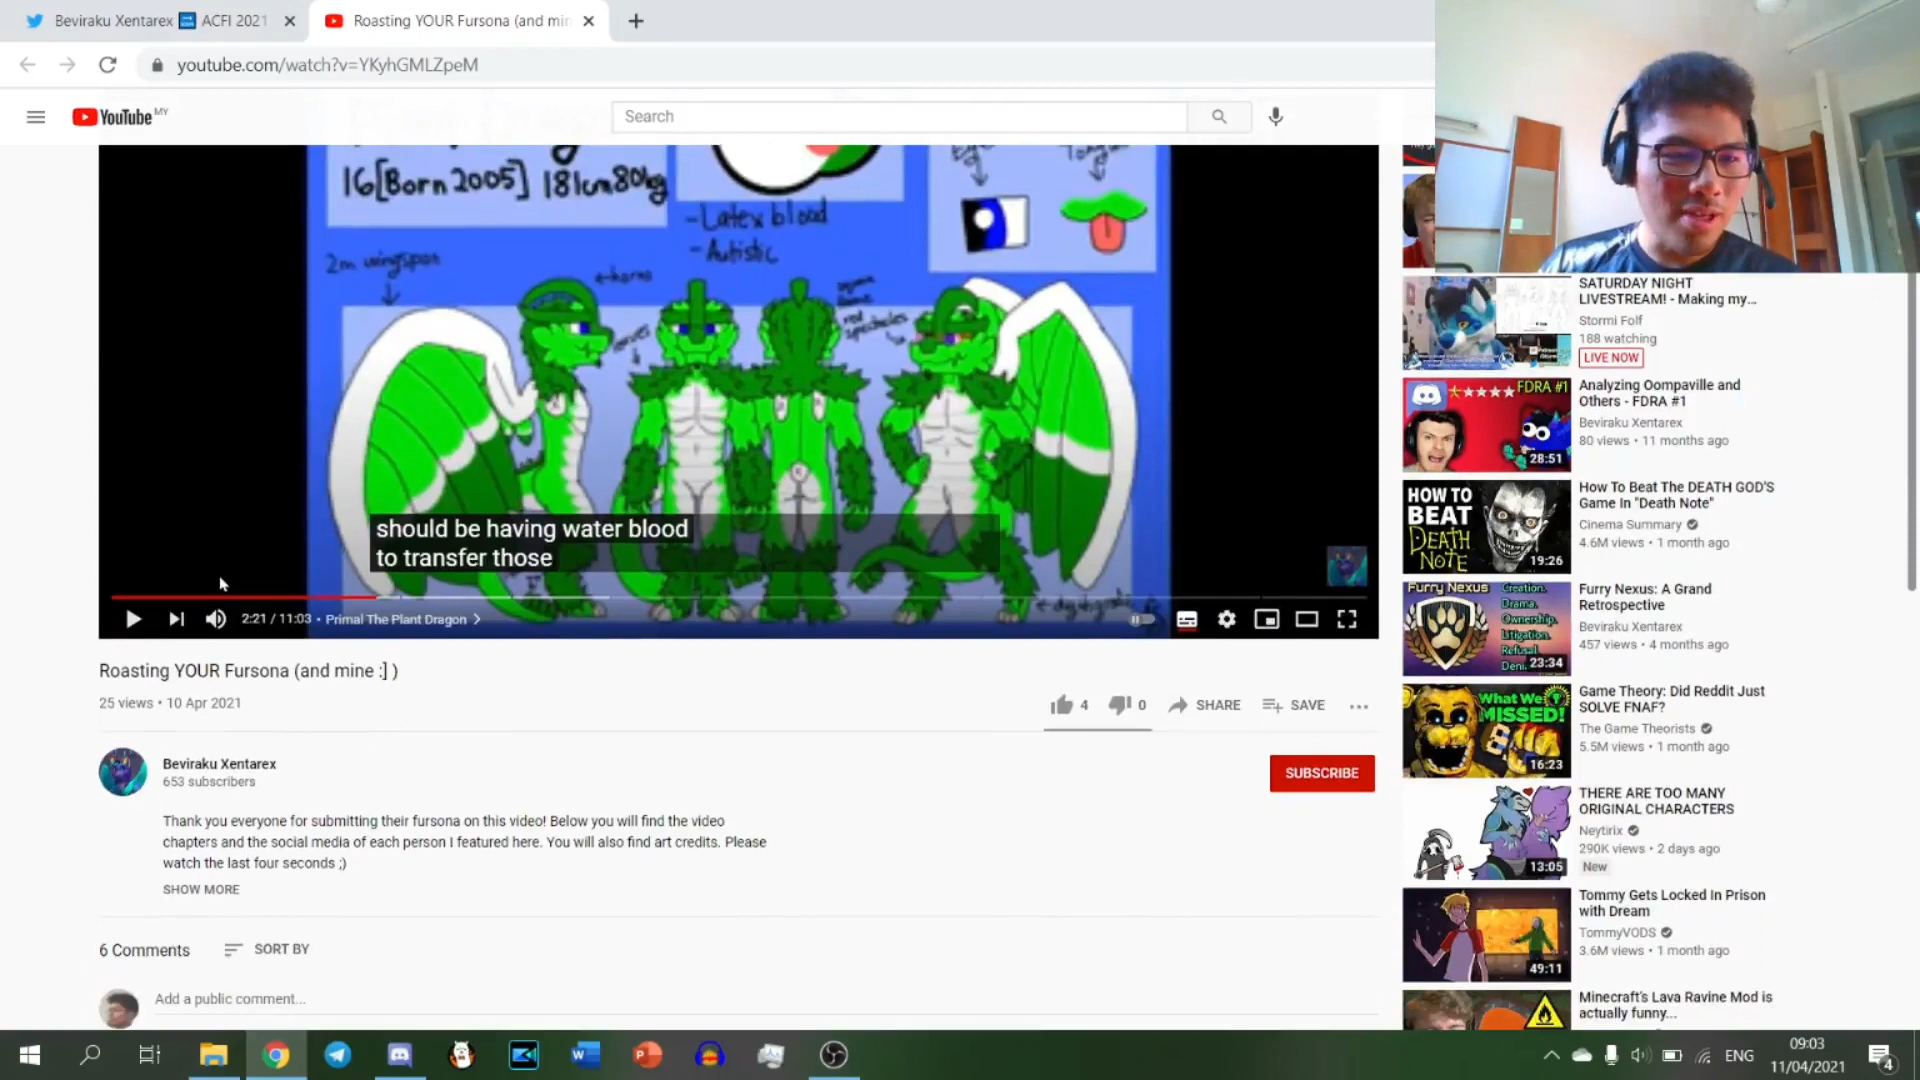 Beviraku Xentarex ACFI 2021
Roasting YOUR Fursona (and min
youtube.com/watch?v=YKyhGMLZpeM
YouTube MY
Search
16[Born 2005] 181cm 80kg
-Latex blood
-Autistic
2m wingspan
horns
Tongue
red spectacles
should be having water blood
to transfer those
2:21 / 11:03 • Primal The Plant Dragon
Roasting YOUR Fursona (and mine :] )
25 views • 10 Apr 2021
4
0
SHARE
SAVE
Beviraku Xentarex
653 subscribers
SUBSCRIBE
Thank you everyone for submitting their fursona on this video! Below you will find the video
chapters and the social media of each person I featured here. You will also find art credits. Please
watch the last four seconds ;)
SHOW MORE
6 Comments
SORT BY
Add a public comment...
SATURDAY NIGHT
LIVESTREAM! - Making my...
Stormi Folf
188 watching
LIVE NOW
FDRA #1
28:51
Analyzing Oompaville and
Others - FDRA #1
Beviraku Xentarex
80 views • 11 months ago
HOW TO
BEAT
DEATH
NOTE
19:26
How To Beat The DEATH GOD'S
Game In "Death Note"
Cinema Summary
4.6M views • 1 month ago
Furry Nexus:
Creation.
Drama.
Ownership.
Litigation.
Refusal.
Deni
23:34
Furry Nexus: A Grand
Retrospective
Beviraku Xentarex
457 views • 4 months ago
What We
MISSED!
16:23
Game Theory: Did Reddit Just
SOLVE FNAF?
The Game Theorists
5.5M views • 1 month ago
13:05
THERE ARE TOO MANY
ORIGINAL CHARACTERS
Neytirix
290K views • 2 days ago
New
49:11
Tommy Gets Locked In Prison
with Dream
TommyVODS
3.6M views • 1 month ago
Minecraft's Lava Ravine Mod is
actually funny...
ENG
09:03
11/04/2021
4